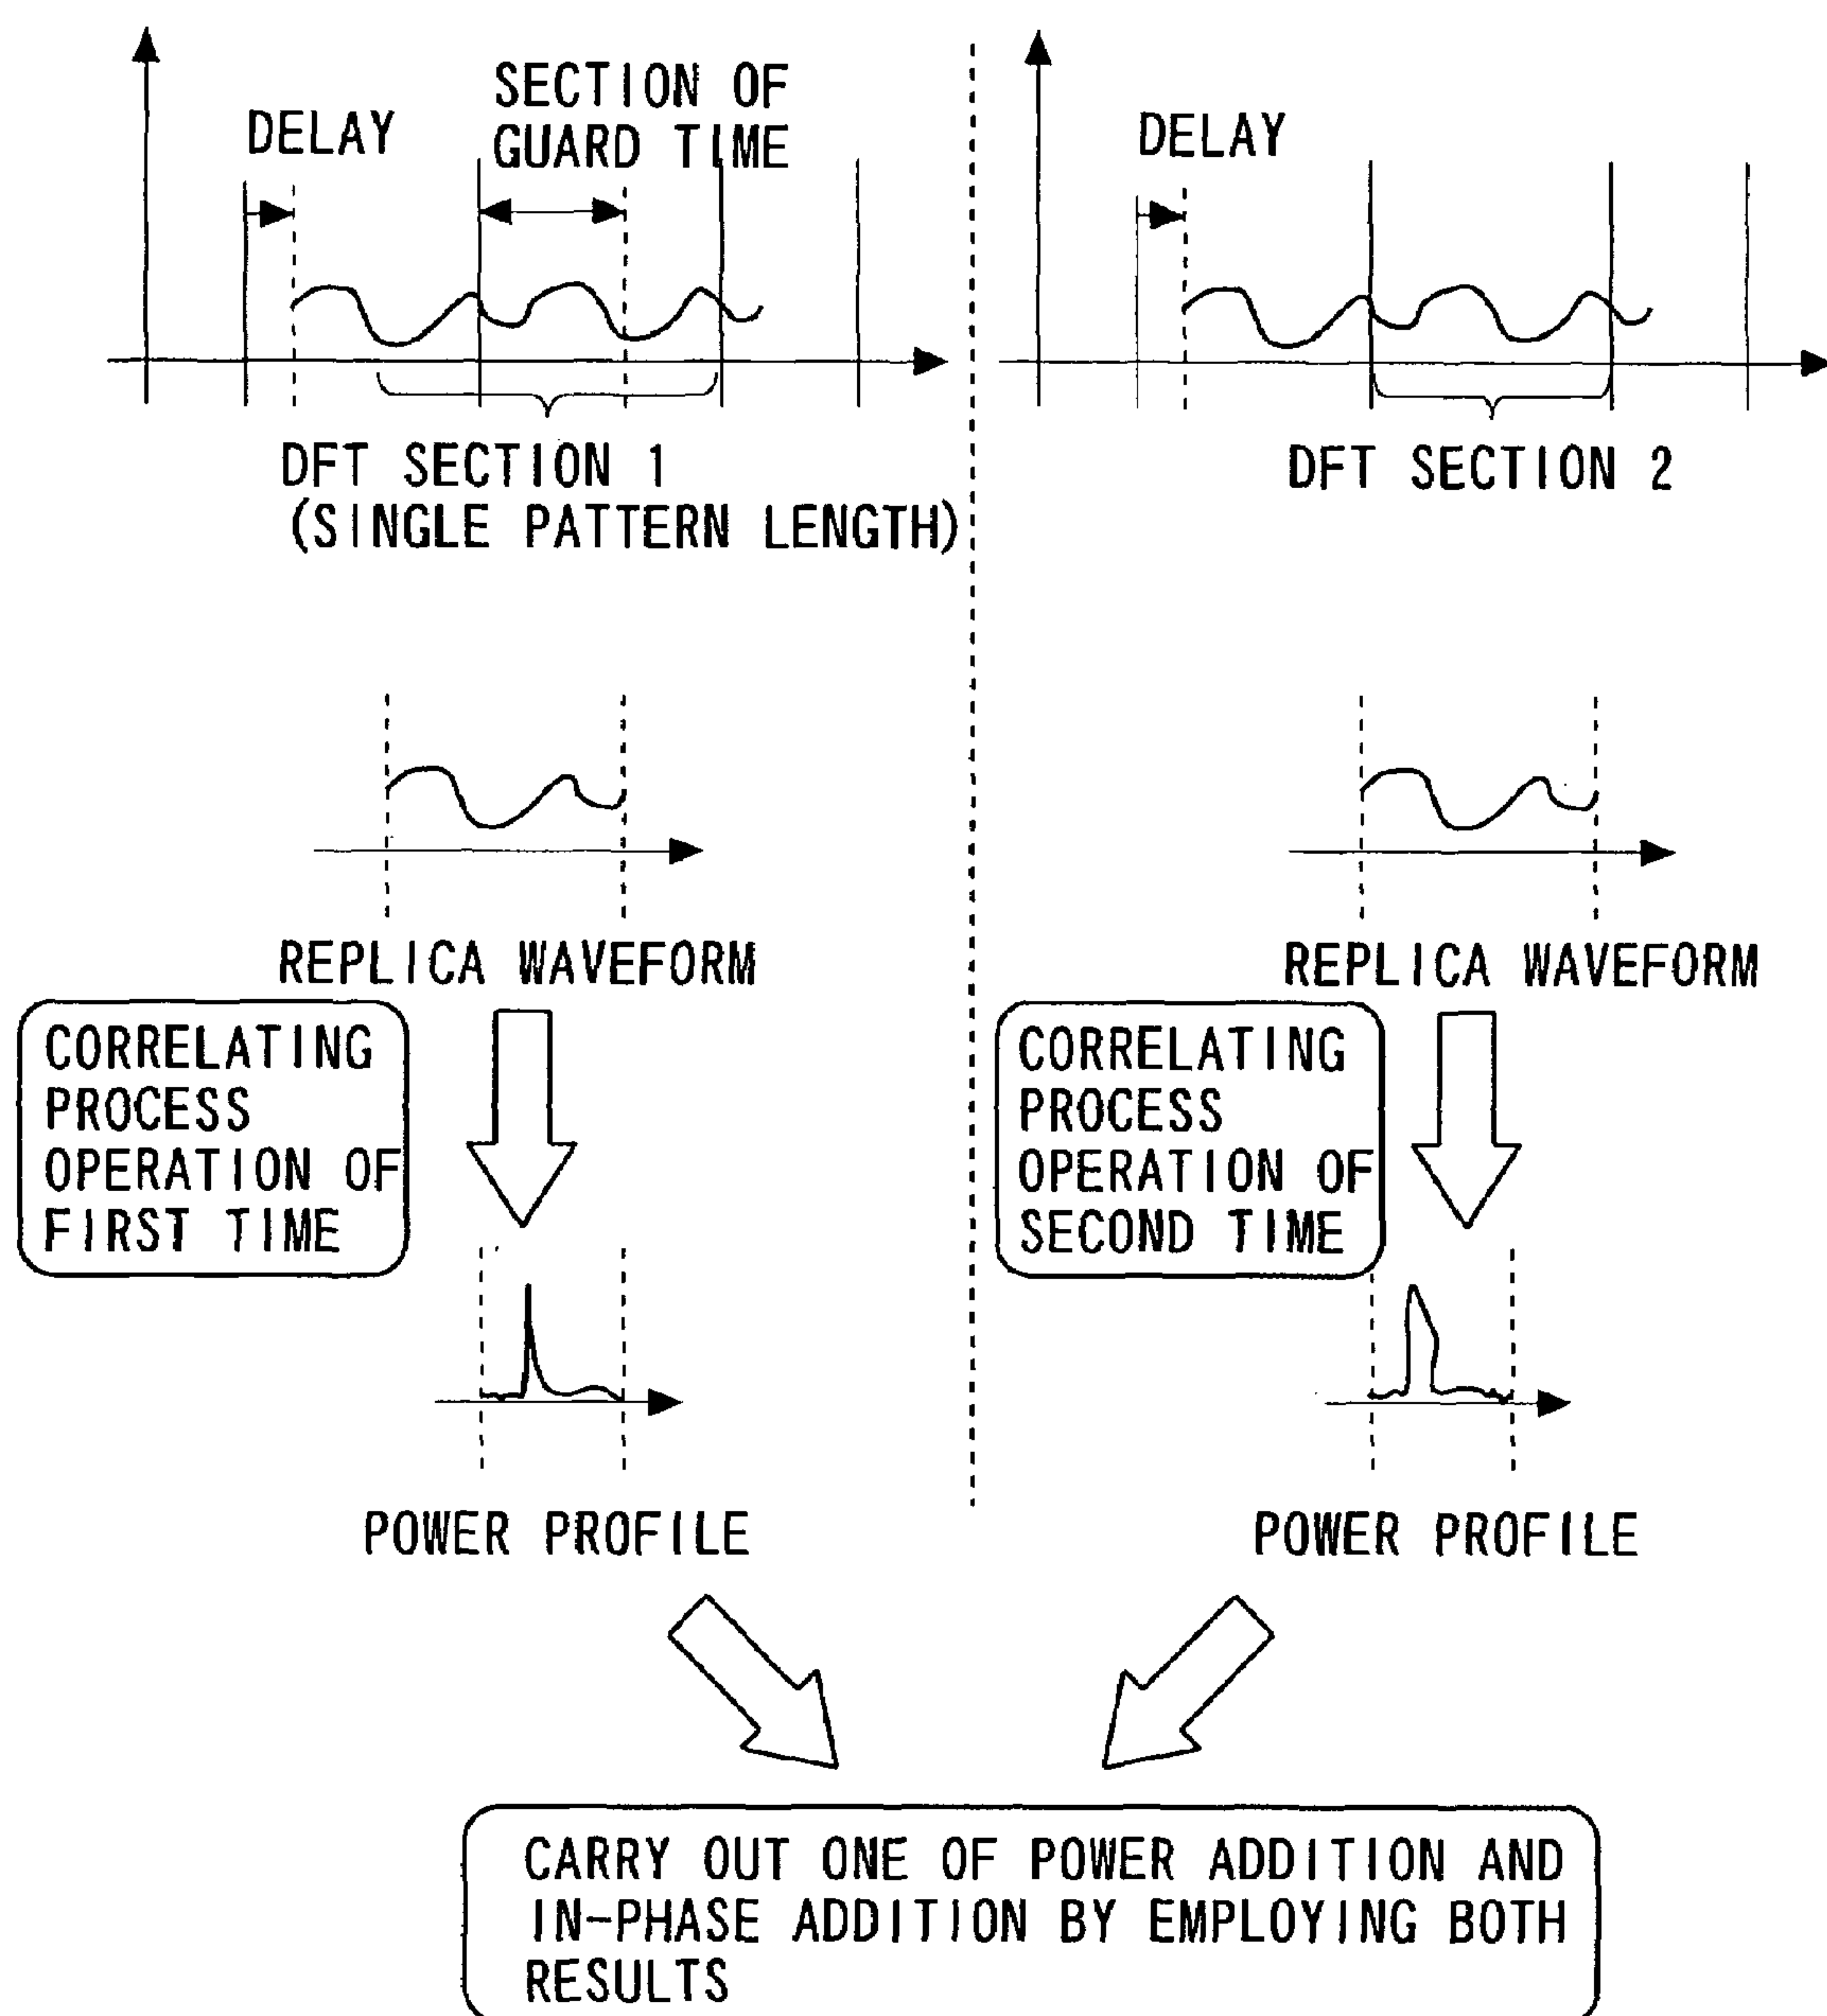 SECTION OF
GUARD TIME
DELAY
DFT SECTION 1
(SINGLE PATTERN LENGTH)
REPLICA WAVEFORM
CORRELATING
PROCESS
OPERATION OF
FIRST TIME
POWER PROFILE
DELAY
DFT SECTION 2
REPLICA WAVEFORM
CORRELATING
PROCESS
OPERATION OF
SECOND TIME
POWER PROFILE
CARRY OUT ONE OF POWER ADDITION AND
IN-PHASE ADDITION BY EMPLOYING BOTH
RESULTS